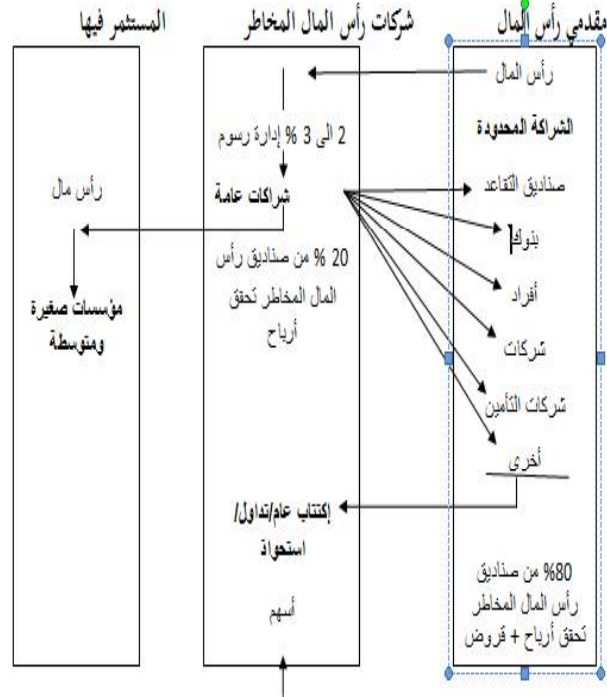 مقدمي رأس المال
شركات رأس المال المخاطر
المستثمر فيها
رأس المال
الشراكة المحدودة
صناديق التقاعد
بنوك
أفراد
شركات
شركات التأمين
أخرى
80% من صناديق
رأس المال المخاطر
تحقق أرباح + قروض
2 الى 3 % إدارة رسوم
شراكات عامة
20 % من صناديق رأس
المال المخاطر تحقق
أرباح
إكتتاب عام/تداول/
استحواذ
أسهم
رأس مال
مؤسسات صغيرة
ومتوسطة